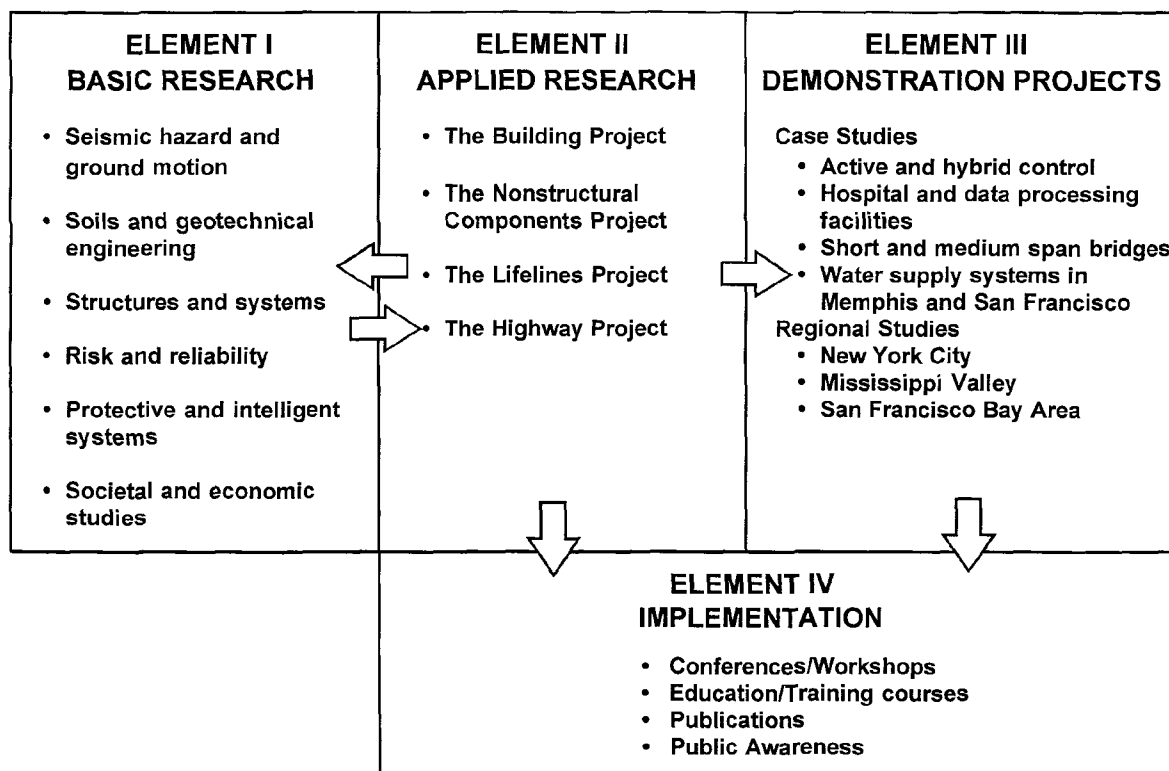 ELEMENT I
BASIC RESEARCH
• Seismic hazard and
ground motion
• Soils and geotechnical
engineering
• Structures and systems
• Risk and reliability
• Protective and intelligent
systems
• Societal and economic
studies
ELEMENT II
APPLIED RESEARCH
• The Building Project
• The Nonstructural
Components Project
• The Lifelines Project
• The Highway Project
ELEMENT III
DEMONSTRATION PROJECTS
Case Studies
• Active and hybrid control
• Hospital and data processing
facilities
• Short and medium span bridges
• Water supply systems in
Memphis and San Francisco
Regional Studies
• New York City
• Mississippi Valley
• San Francisco Bay Area
ELEMENT IV
IMPLEMENTATION
• Conferences/Workshops
• Education/Training courses
• Publications
• Public Awareness